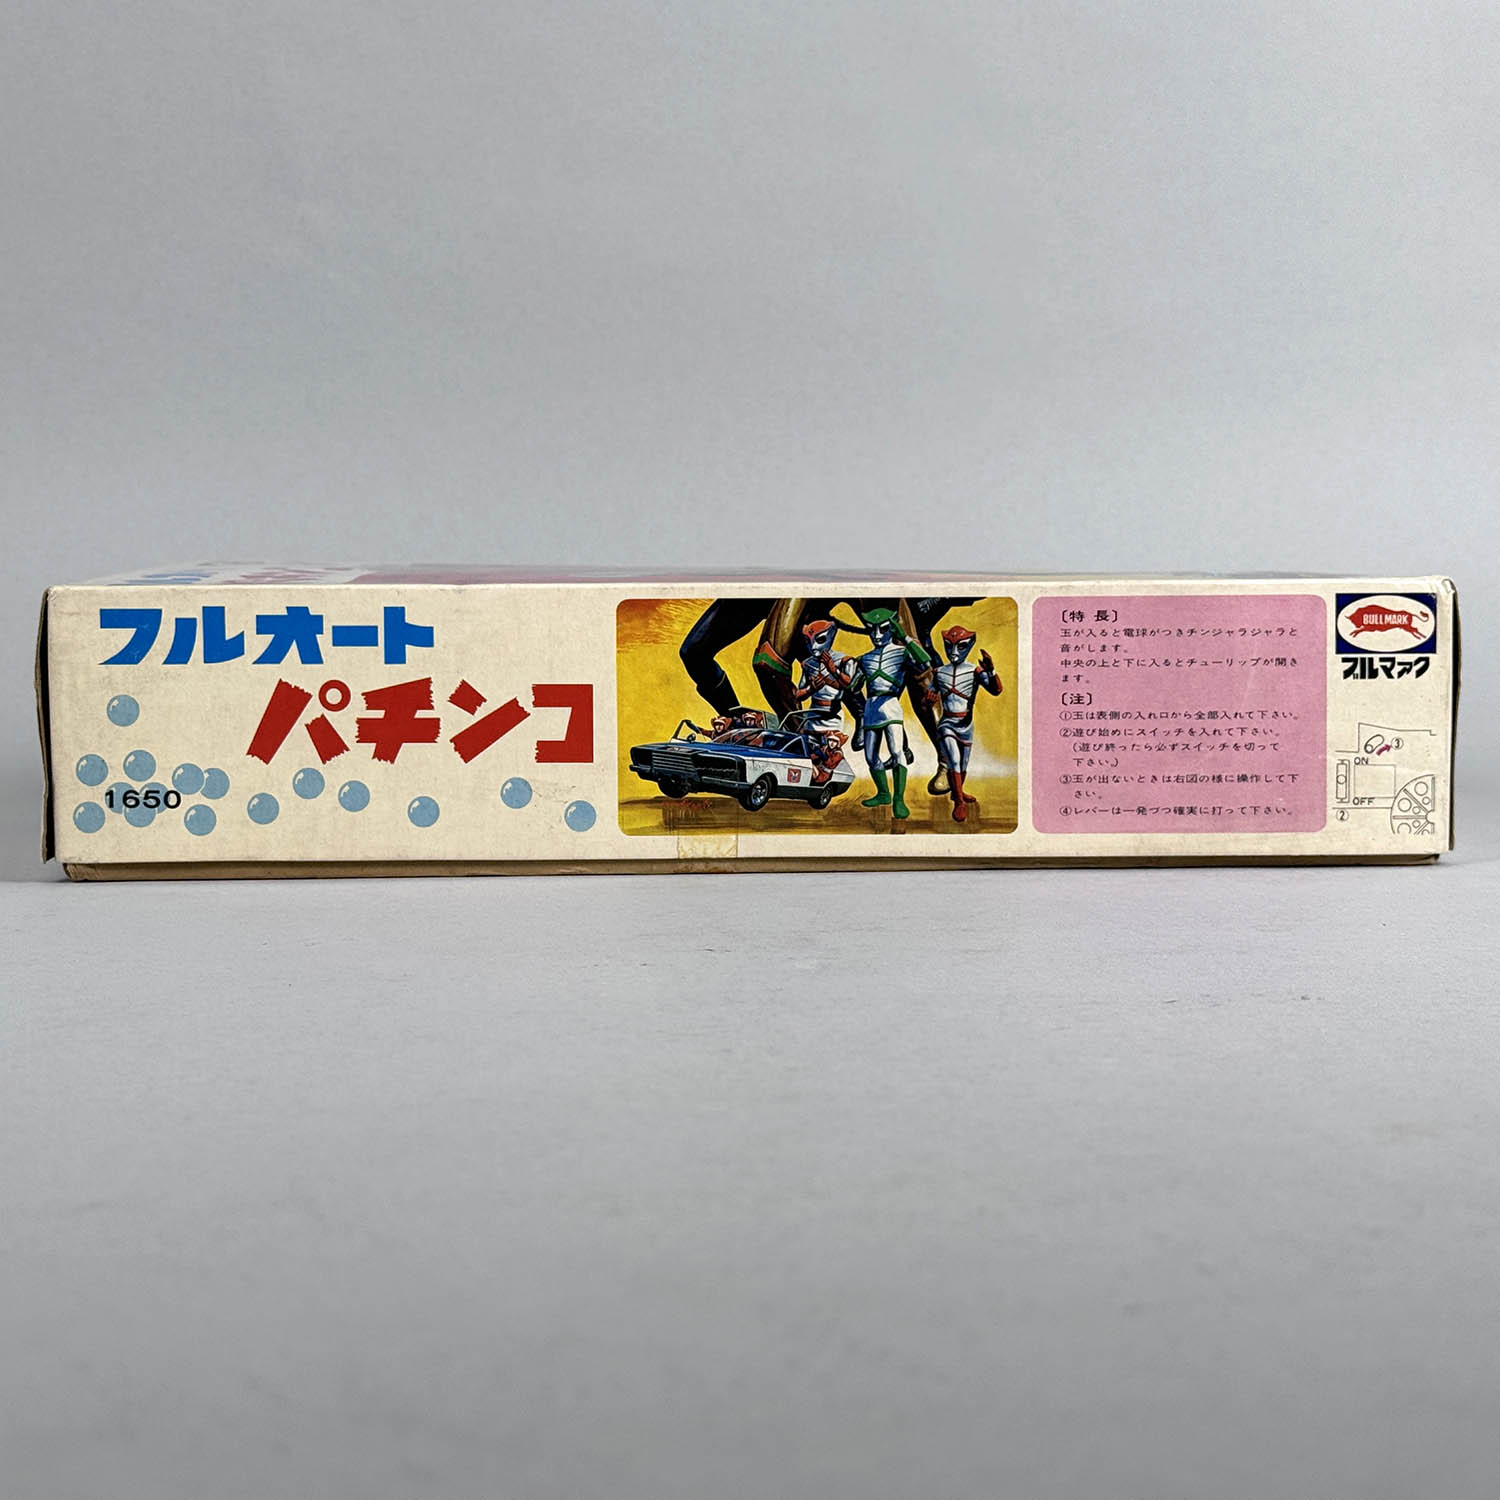 フルオート
パチンコ
1650
〔特 長〕
玉が入ると電球がつきチンジャラジャラと
音がします。
中央の上と下に入るとチューリップが開き
ます。
〔注〕
①玉は表側の入れ口から全部入れて下さい。
②遊び始めにスイッチを入れて下さい。
(遊び終ったら必ずスイッチを切って
下さい。)
③玉が出ないときは右図の様に操作して下
さい。
④レバーは一発づつ確実に打って下さい。
BULLMARK
ブルマァク
③
ON
OFF
②